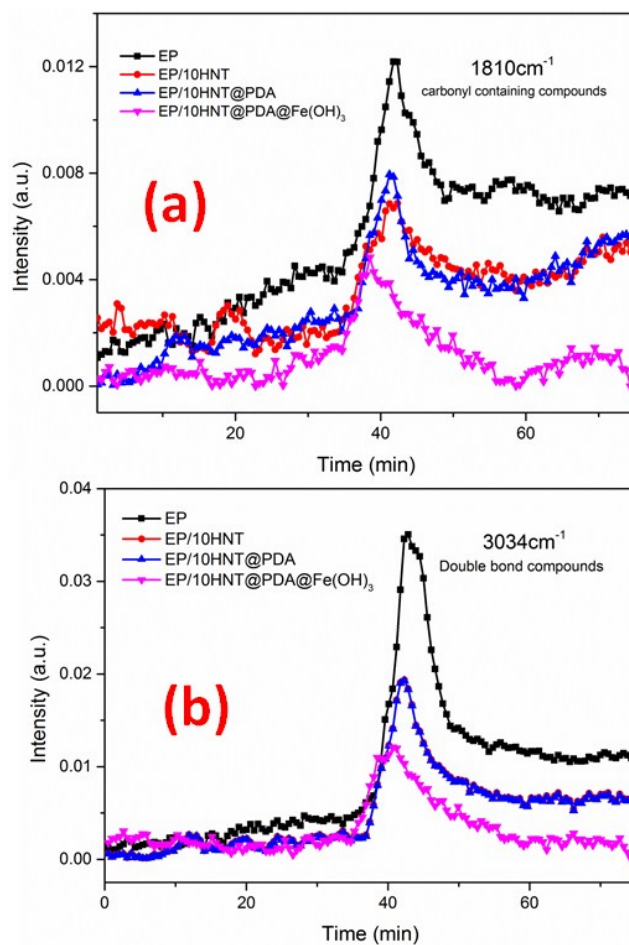 EP
EP/10HNT
EP/10HNT@PDA
EP/10HNT@PDA@Fe(OH)₃
1810cm⁻¹
carbonyl containing compounds
(a)
Intensity (a.u.)
0.012
0.008
0.004
0.000
20
40
60
Time (min)
EP
EP/10HNT
EP/10HNT@PDA
EP/10HNT@PDA@Fe(OH)₃
3034cm⁻¹
Double bond compounds
(b)
Intensity (a.u.)
0.04
0.03
0.02
0.01
0.00
0
20
40
60
Time (min)